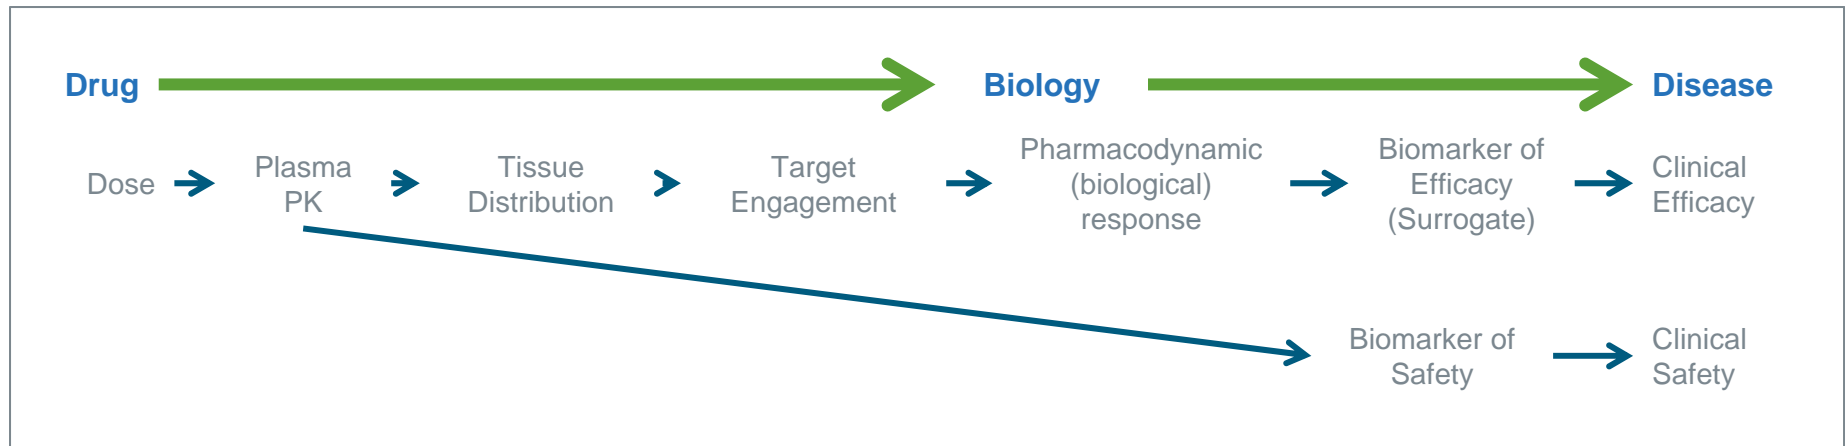 Drug
Biology
Disease
Dose
Plasma
PK
Tissue
Distribution
Target
Engagement
Pharmacodynamic
(biological)
response
Biomarker of
Efficacy
(Surrogate)
Clinical
Efficacy
Biomarker of
Safety
Clinical
Safety